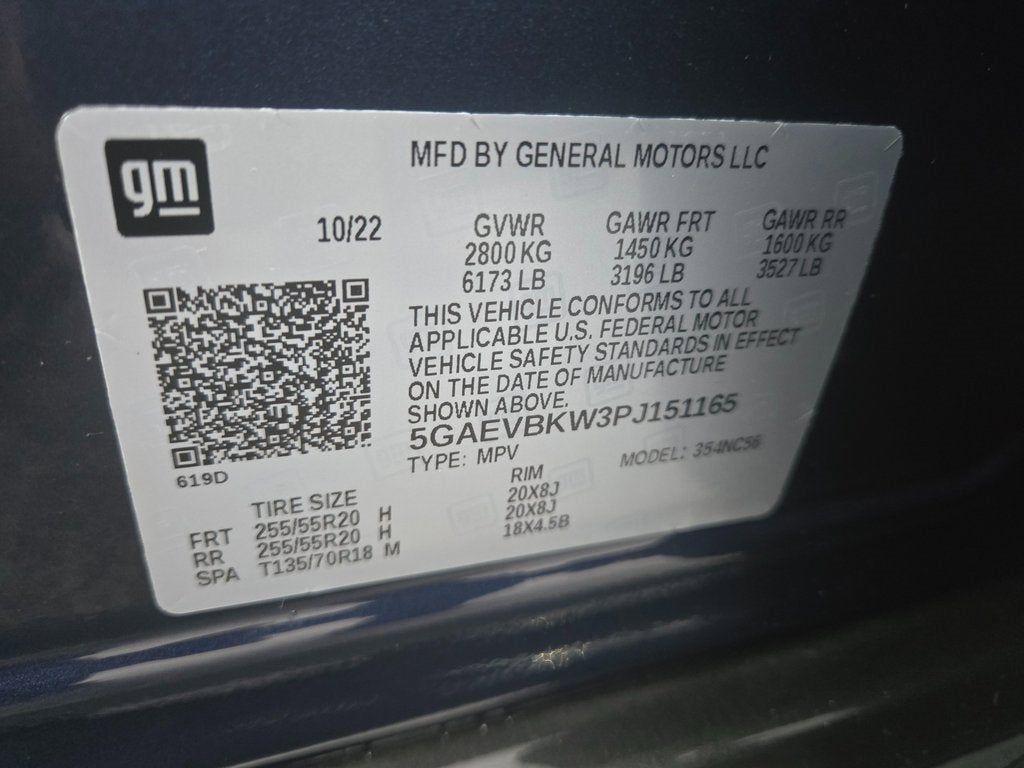 gm
MFD BY GENERAL MOTORS LLC
10/22
GVWR GAWR FRT GAWR RR
2800 KG 1450 KG 1600 KG
6173 LB 3196 LB 3527 LB
THIS VEHICLE CONFORMS TO ALL
APPLICABLE U.S. FEDERAL MOTOR
VEHICLE SAFETY STANDARDS IN EFFECT
ON THE DATE OF MANUFACTURE
SHOWN ABOVE.
5GAEVBKW3PJ151165
TYPE: MPV MODEL: 354NC56
619D
TIRE SIZE RIM
FRT 255/55R20 H 20X8J
RR 255/55R20 H 20X8J
SPA T135/70R18 M 18X4.5B